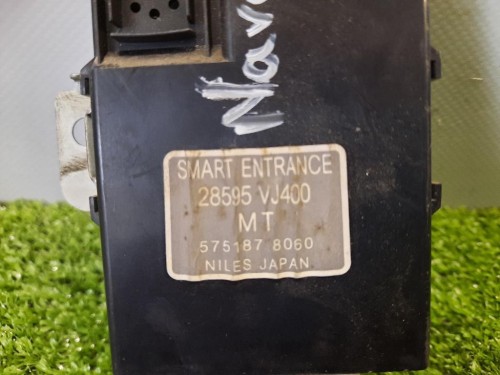 Nava
SMART ENTRANCE
28595 VJ400
MT
575187 8060
NILES JAPAN